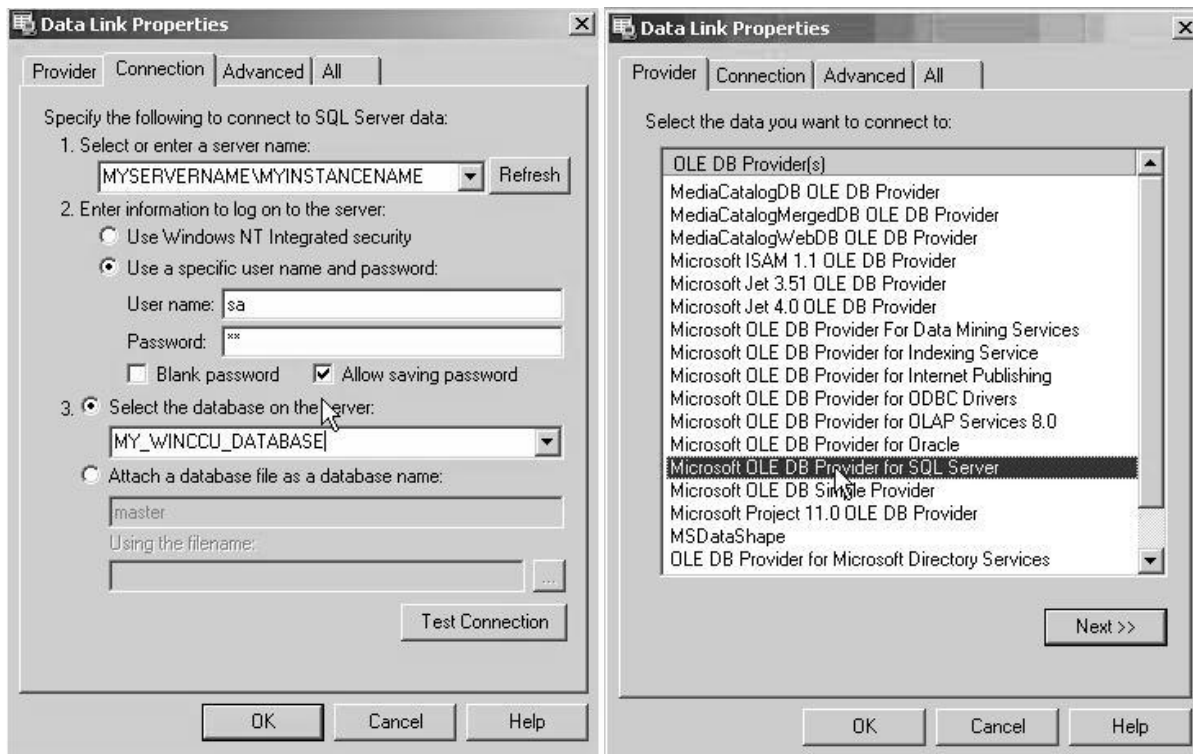 Data Link Properties
Provider
Connection
Advanced
All
Specify the following to connect to SQL Server data:
1. Select or enter a server name:
MYSERVERNAME\MYINSTANCENAME
Refresh
2. Enter information to log on to the server:
Use Windows NT Integrated security
Use a specific user name and password:
User name: sa
Password: **
Blank password
Allow saving password
3. Select the database on the server:
MY_WINCCU_DATABASE
Attach a database file as a database name:
master
Using the filename:
...
Test Connection
OK
Cancel
Help
Data Link Properties
Provider
Connection
Advanced
All
Select the data you want to connect to:
OLE DB Provider(s)
MediaCatalogDB OLE DB Provider
MediaCatalogMergedDB OLE DB Provider
MediaCatalogWebDB OLE DB Provider
Microsoft ISAM 1.1 OLE DB Provider
Microsoft Jet 3.51 OLE DB Provider
Microsoft Jet 4.0 OLE DB Provider
Microsoft OLE DB Provider For Data Mining Services
Microsoft OLE DB Provider for Indexing Service
Microsoft OLE DB Provider for Internet Publishing
Microsoft OLE DB Provider for ODBC Drivers
Microsoft OLE DB Provider for OLAP Services 8.0
Microsoft OLE DB Provider for Oracle
Microsoft OLE DB Provider for SQL Server
Microsoft OLE DB Simple Provider
Microsoft Project 11.0 OLE DB Provider
MSDataShape
OLE DB Provider for Microsoft Directory Services
Next >>
OK
Cancel
Help